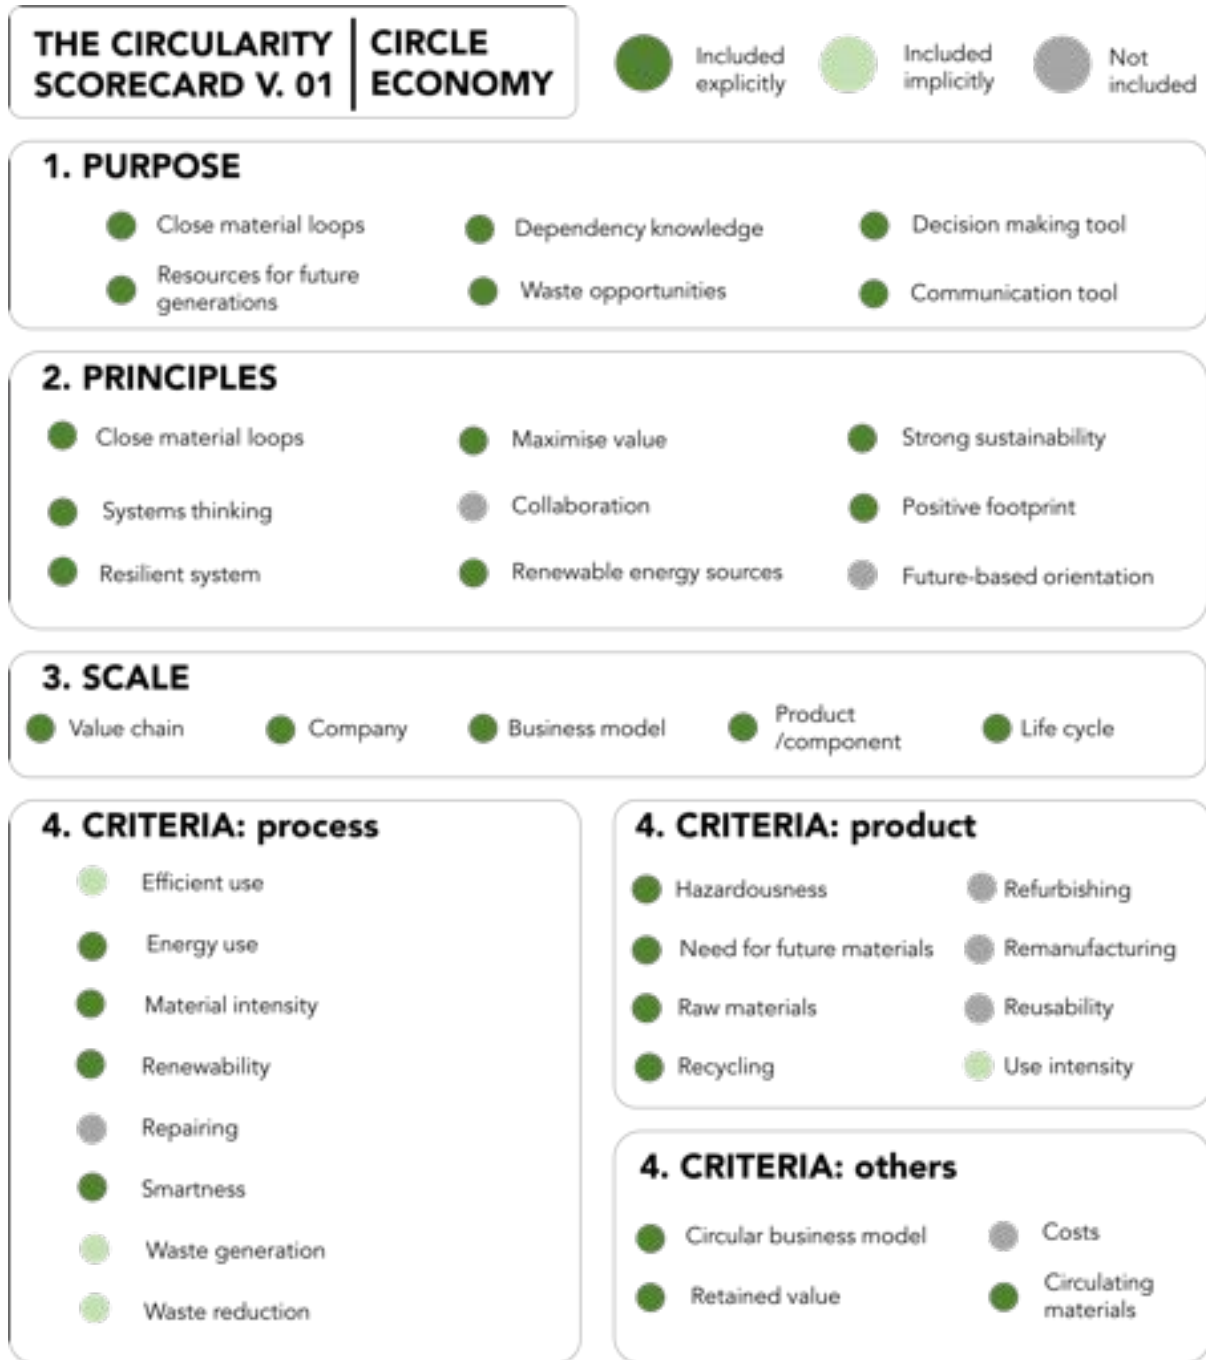 THE CIRCULARITY
SCORECARD V. 01
CIRCLE
ECONOMY
Included
explicitly
Included
implicitly
Not
included
1. PURPOSE
Close material loops
Dependency knowledge
Decision making tool
Resources for future
generations
Waste opportunities
Communication tool
2. PRINCIPLES
Close material loops
Maximise value
Strong sustainability
Systems thinking
Collaboration
Positive footprint
Resilient system
Renewable energy sources
Future-based orientation
3. SCALE
Value chain
Company
Business model
Product
/component
Life cycle
4. CRITERIA: process
Efficient use
Energy use
Material intensity
Renewability
Repairing
Smartness
Waste generation
Waste reduction
4. CRITERIA: product
Hazardousness
Refurbishing
Need for future materials
Remanufacturing
Raw materials
Reusability
Recycling
Use intensity
4. CRITERIA: others
Circular business model
Costs
Retained value
Circulating
materials